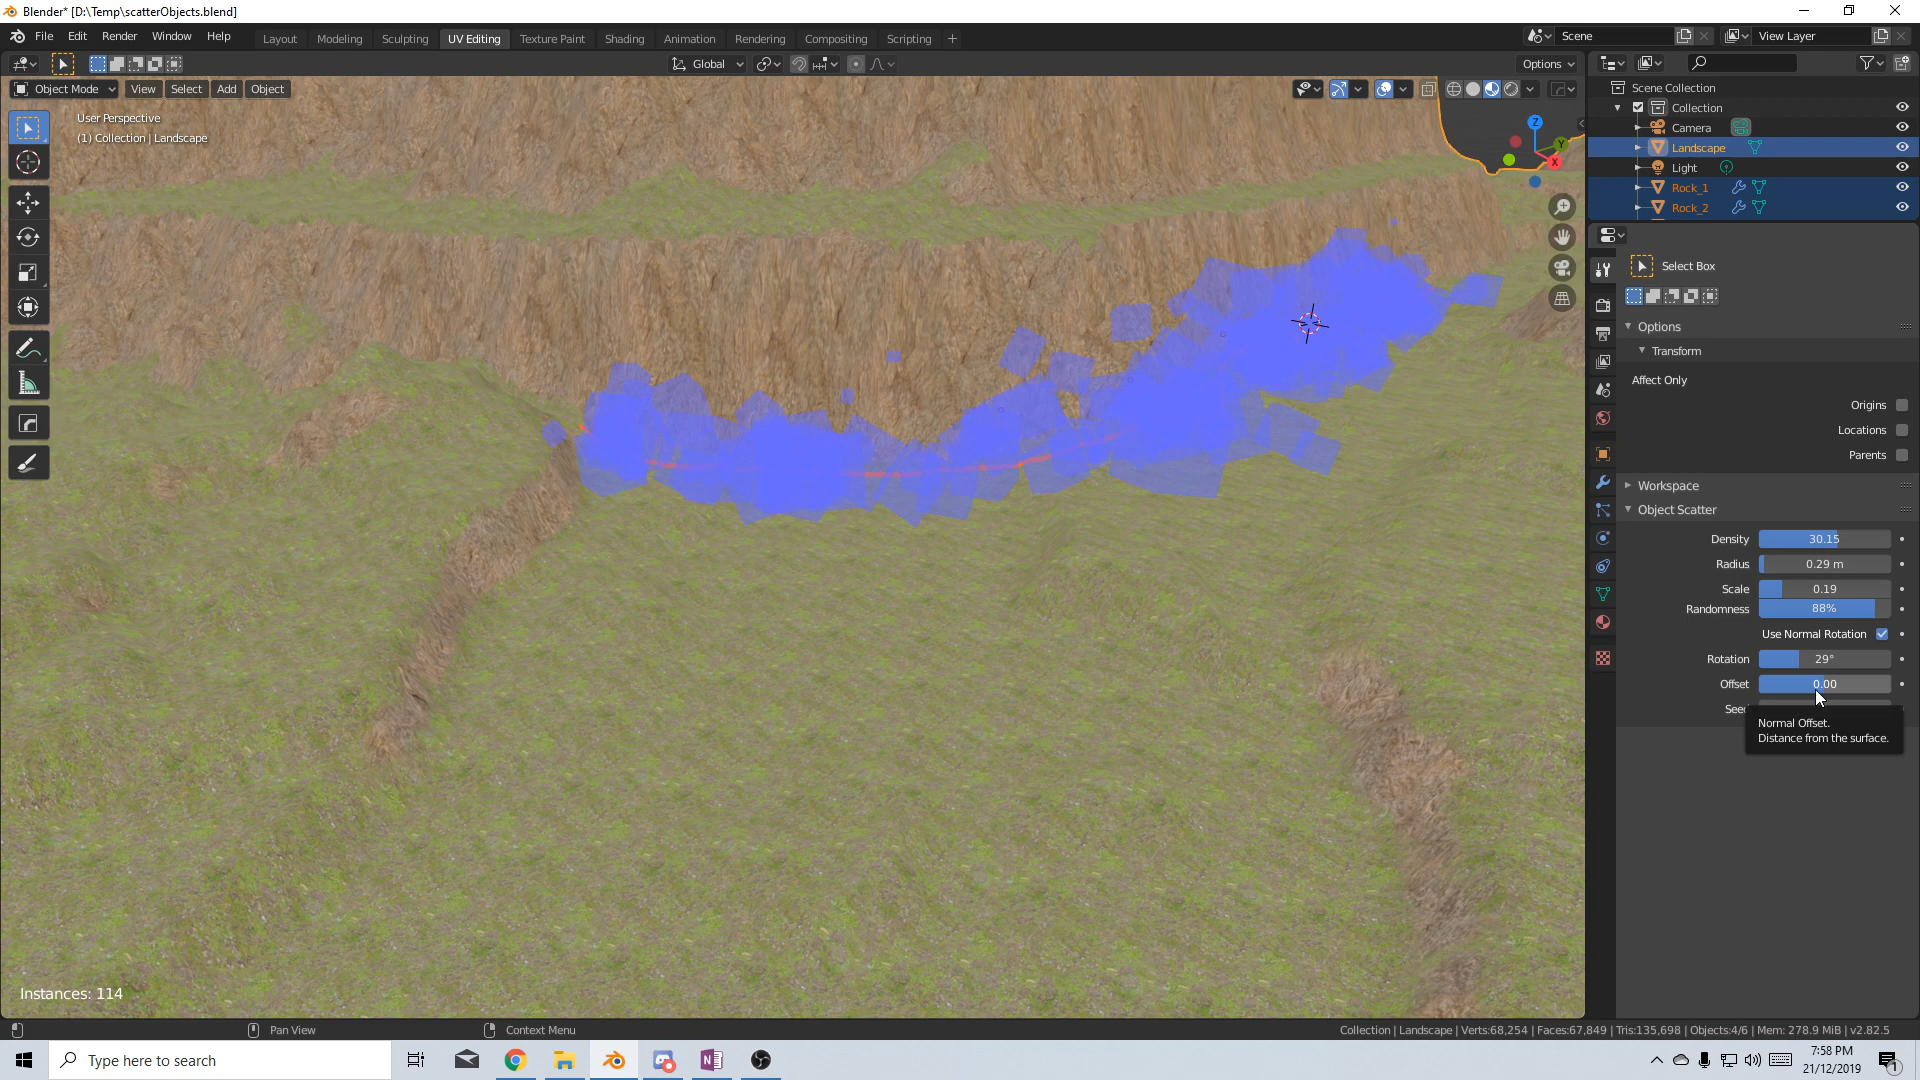 Blender* [D:\Temp\scatterObjects.blend]
File Edit Render Window Help
Layout Modeling Sculpting UV Editing Texture Paint Shading Animation Rendering Compositing Scripting +
Scene
View Layer
Global
Options
Object Mode View Select Add Object
User Perspective
(1) Collection | Landscape
Z
Y
X
Scene Collection
Collection
Camera
Landscape
Light
Rock_1
Rock_2
Select Box
Options
Transform
Affect Only
Origins
Locations
Parents
Workspace
Object Scatter
Density 30.15
Radius 0.29 m
Scale 0.19
Randomness 88%
Use Normal Rotation
Rotation 29°
Offset 0.00
Seed
Normal Offset.
Distance from the surface.
Instances: 114
Pan View
Context Menu
Collection | Landscape | Verts:68,254 | Faces:67,849 | Tris:135,698 | Objects:4/6 | Mem: 278.9 MiB | v2.82.5
Type here to search
7:58 PM
21/12/2019
1